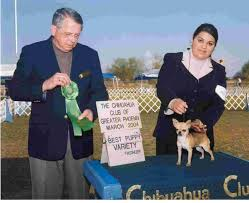 THE CHIHUAHUA
CLUB OF
GREATER PHOENIX
MARCH 2004
BEST PUPPY
VARIETY
Chihuahua Clu